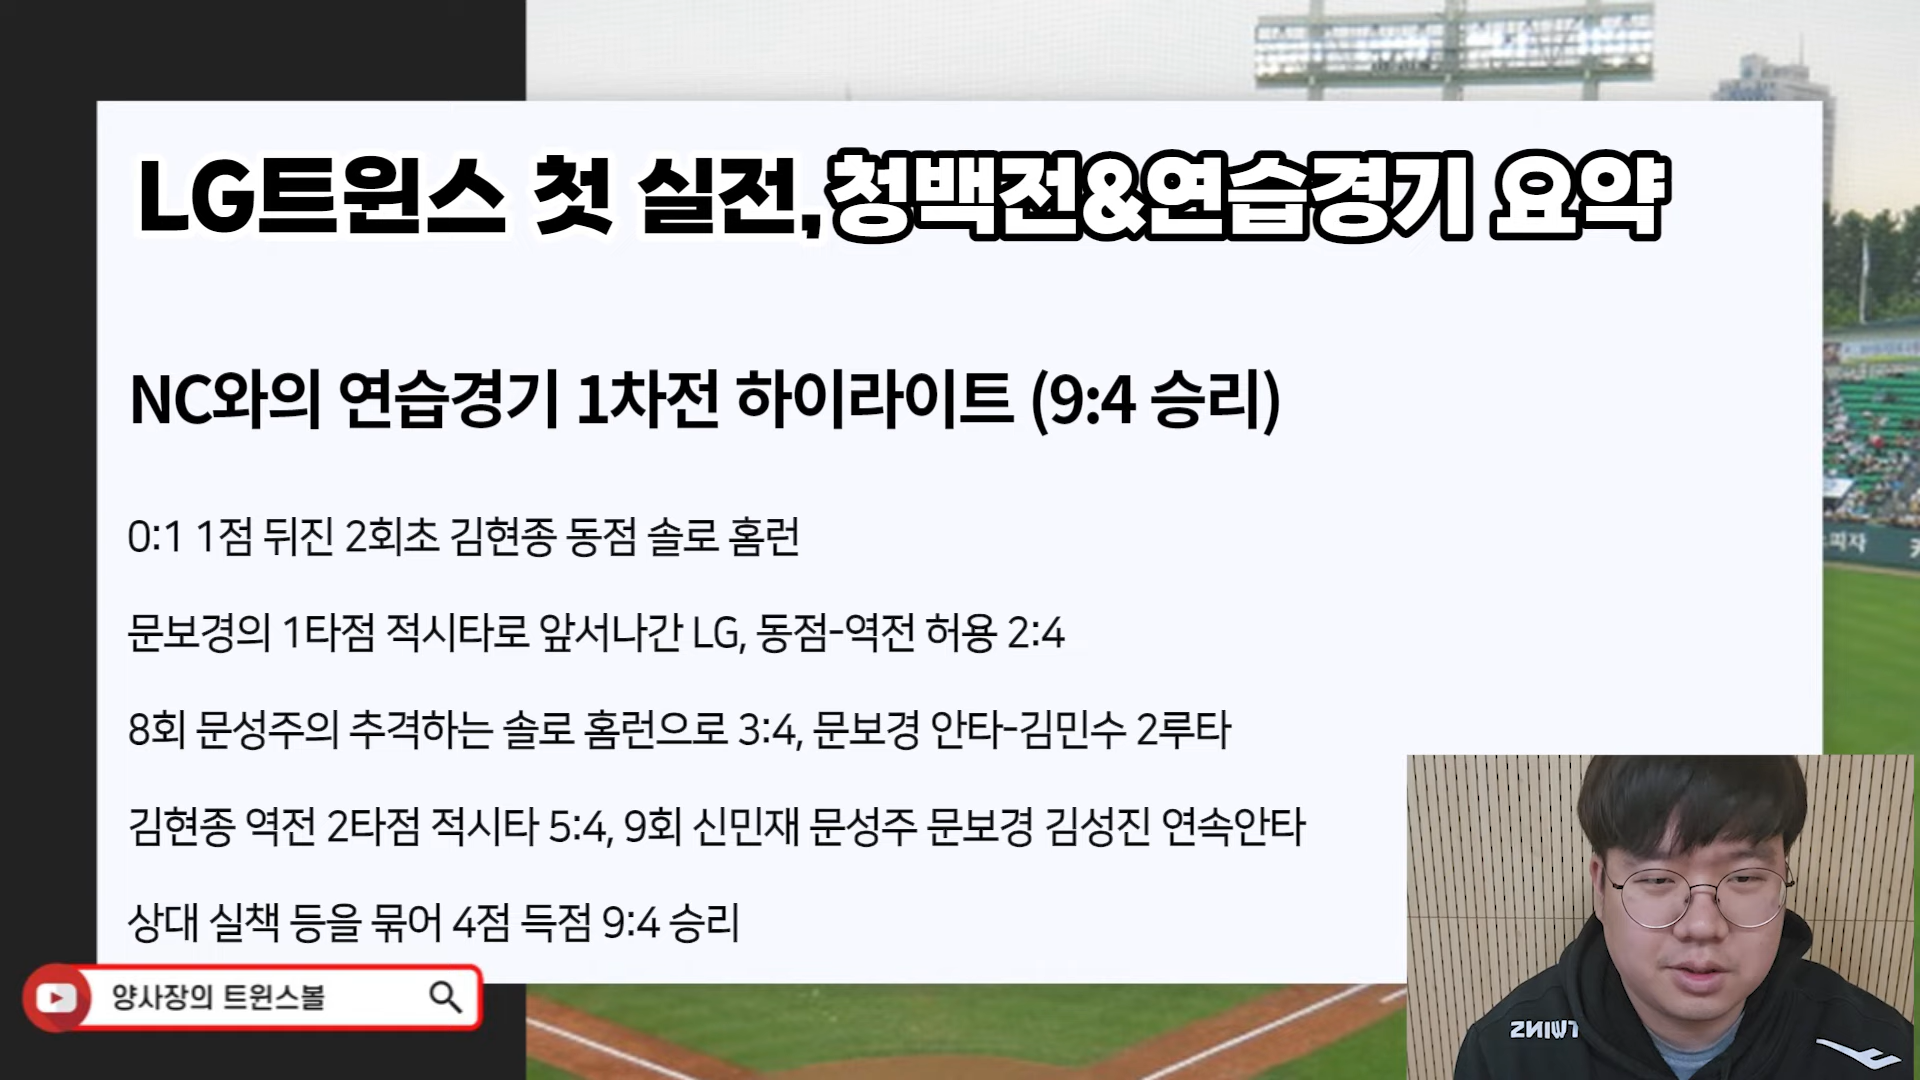 LG트윈스 첫 실전, 청백전&연습경기 요약
NC와의 연습경기 1차전 하이라이트 (9:4 승리)
0:1 1점 뒤진 2회초 김현종 동점 솔로 홈런
문보경의 1타점 적시타로 앞서나간 LG, 동점-역전 허용 2:4
8회 문성주의 추격하는 솔로 홈런으로 3:4, 문보경 안타-김민수 2루타
김현종 역전 2타점 적시타 5:4, 9회 신민재 문성주 문보경 김성진 연속안타
상대 실책 등을 묶어 4점 득점 9:4 승리
양사장의 트윈스볼
TWINS